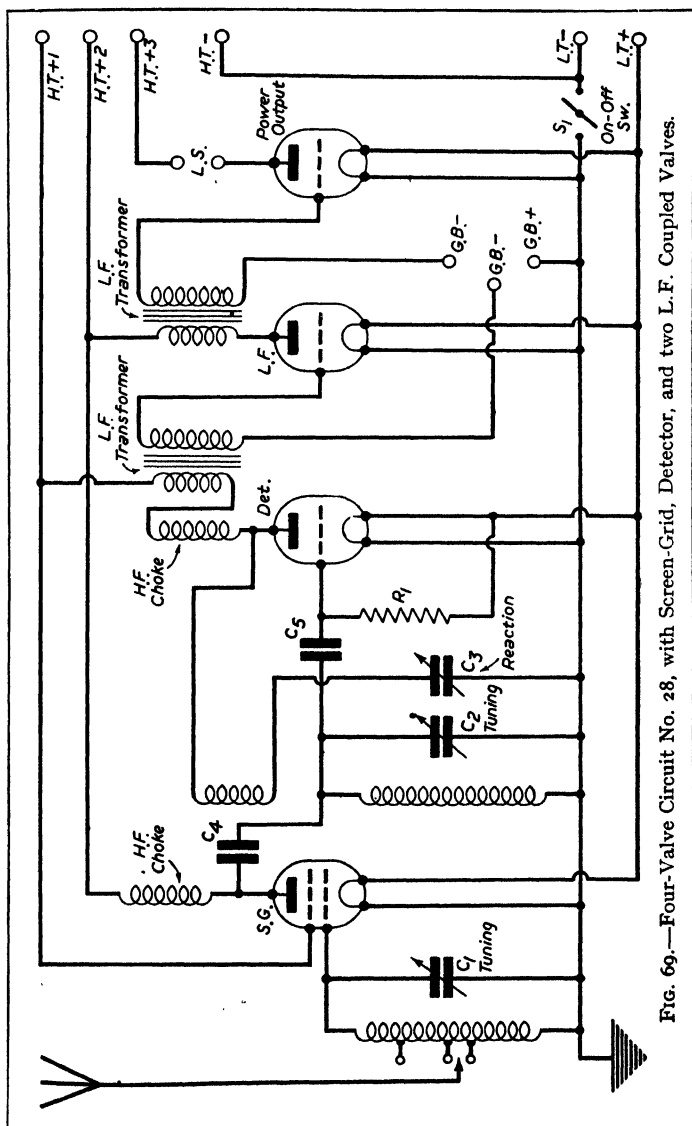 H.T.+1
H.T.+2
H.T.+3
H.T.-
L.T.-
L.T.+
S1
On-Off
Sw.
L.S.
Power
Output
L.F.
Transformer
G.B.-
G.B.-
G.B.+
L.F.
L.F.
Transformer
H.F.
Choke
Det.
R1
C5
C3
Reaction
C2
Tuning
C4
H.F.
Choke
S.G.
C1
Tuning
FIG. 69.—Four-Valve Circuit No. 28, with Screen-Grid, Detector, and two L.F. Coupled Valves.